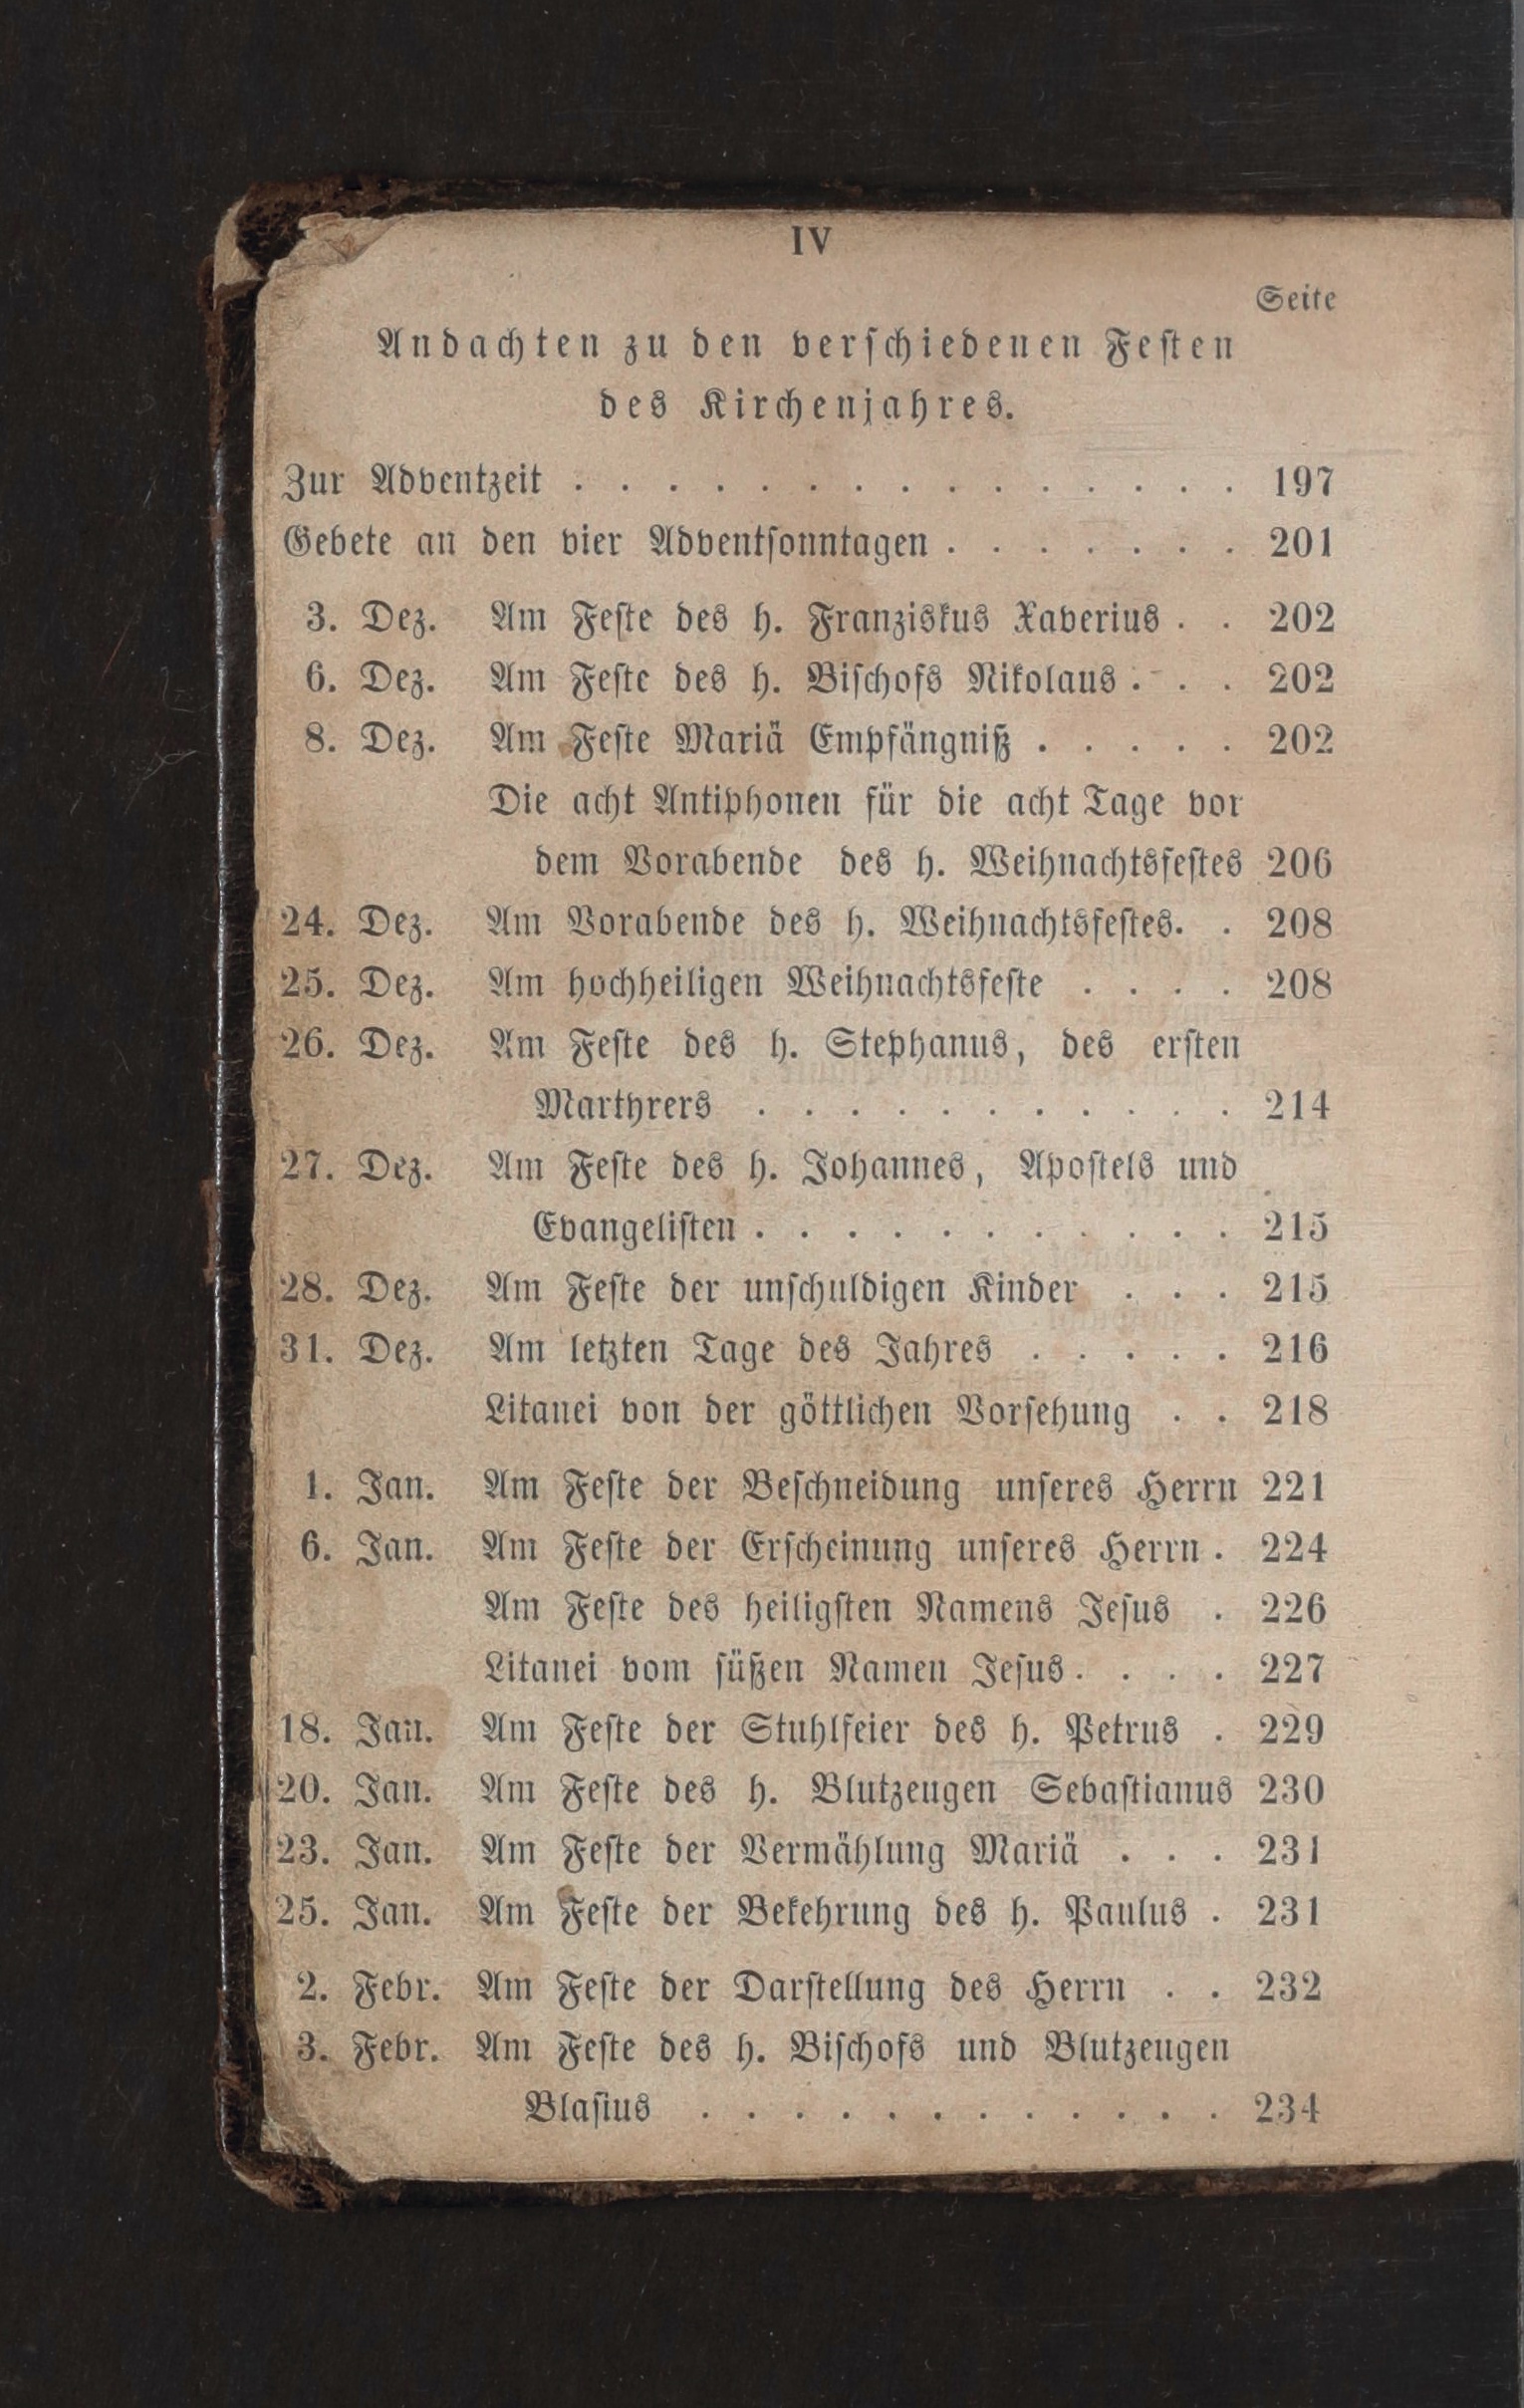 IV
Seite
Andachten zu den verschiedenen Festen
des Kirchenjahres.
Zur Adventzeit . . . . . . . . . . . . . . . 197
Gebete an den vier Adventsonntagen . . . . . . . 201
3. Dez. Am Feste des h. Franziskus Xaverius . . 202
6. Dez. Am Feste des h. Bischofs Nikolaus . . . 202
8. Dez. Am Feste Mariä Empfängniß . . . . . 202
Die acht Antiphonen für die acht Tage vor
dem Vorabende des h. Weihnachtsfestes 206
24. Dez. Am Vorabende des h. Weihnachtsfestes. . 208
25. Dez. Am hochheiligen Weihnachtsfeste . . . . 208
26. Dez. Am Feste des h. Stephanus, des ersten
Martyrers . . . . . . . . . . . 214
27. Dez. Am Feste des h. Johannes, Apostels und
Evangelisten . . . . . . . . . . . 215
28. Dez. Am Feste der unschuldigen Kinder . . . 215
31. Dez. Am letzten Tage des Jahres . . . . . 216
Litanei von der göttlichen Vorsehung . . 218
1. Jan. Am Feste der Beschneidung unseres Herrn 221
6. Jan. Am Feste der Erscheinung unseres Herrn . 224
Am Feste des heiligsten Namens Jesus . 226
Litanei vom süßen Namen Jesus . . . . 227
18. Jan. Am Feste der Stuhlfeier des h. Petrus . 229
20. Jan. Am Feste des h. Blutzeugen Sebastianus 230
23. Jan. Am Feste der Vermählung Mariä . . . 231
25. Jan. Am Feste der Bekehrung des h. Paulus . 231
2. Febr. Am Feste der Darstellung des Herrn . . 232
3. Febr. Am Feste des h. Bischofs und Blutzeugen
Blasius . . . . . . . . . . . . 234